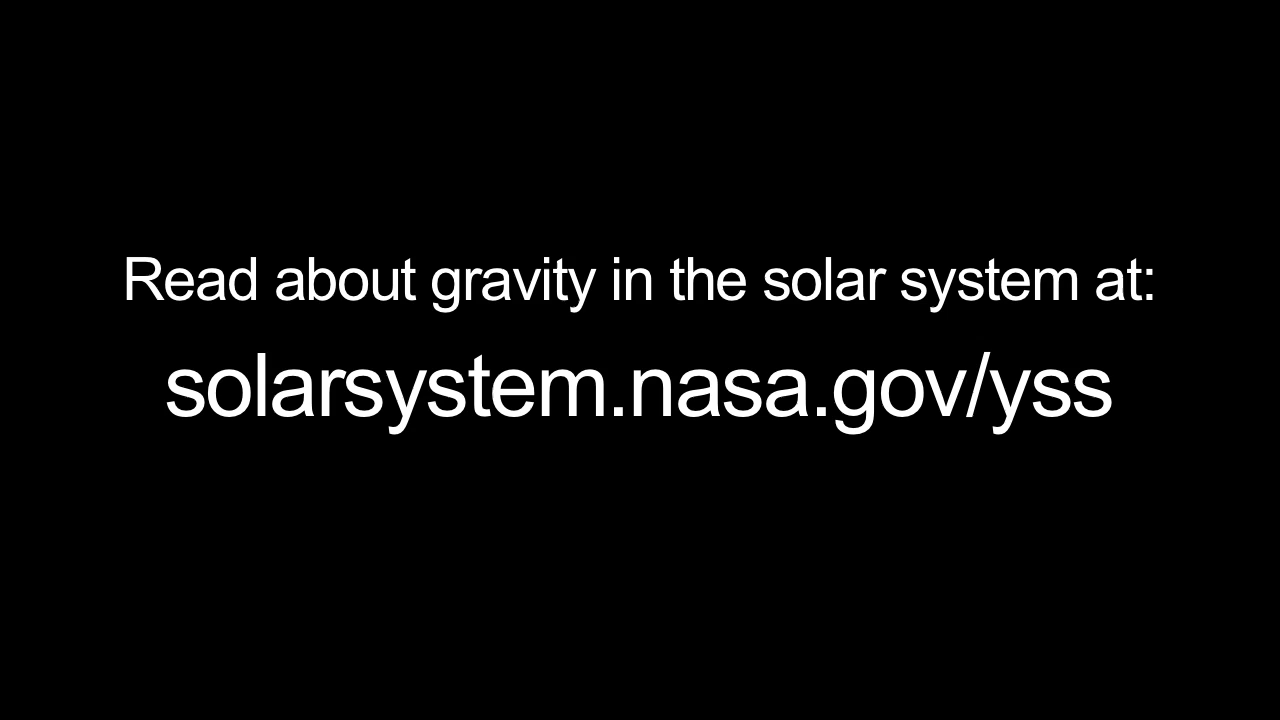 Read about gravity in the solar system at:
solarsystem.nasa.gov/yss